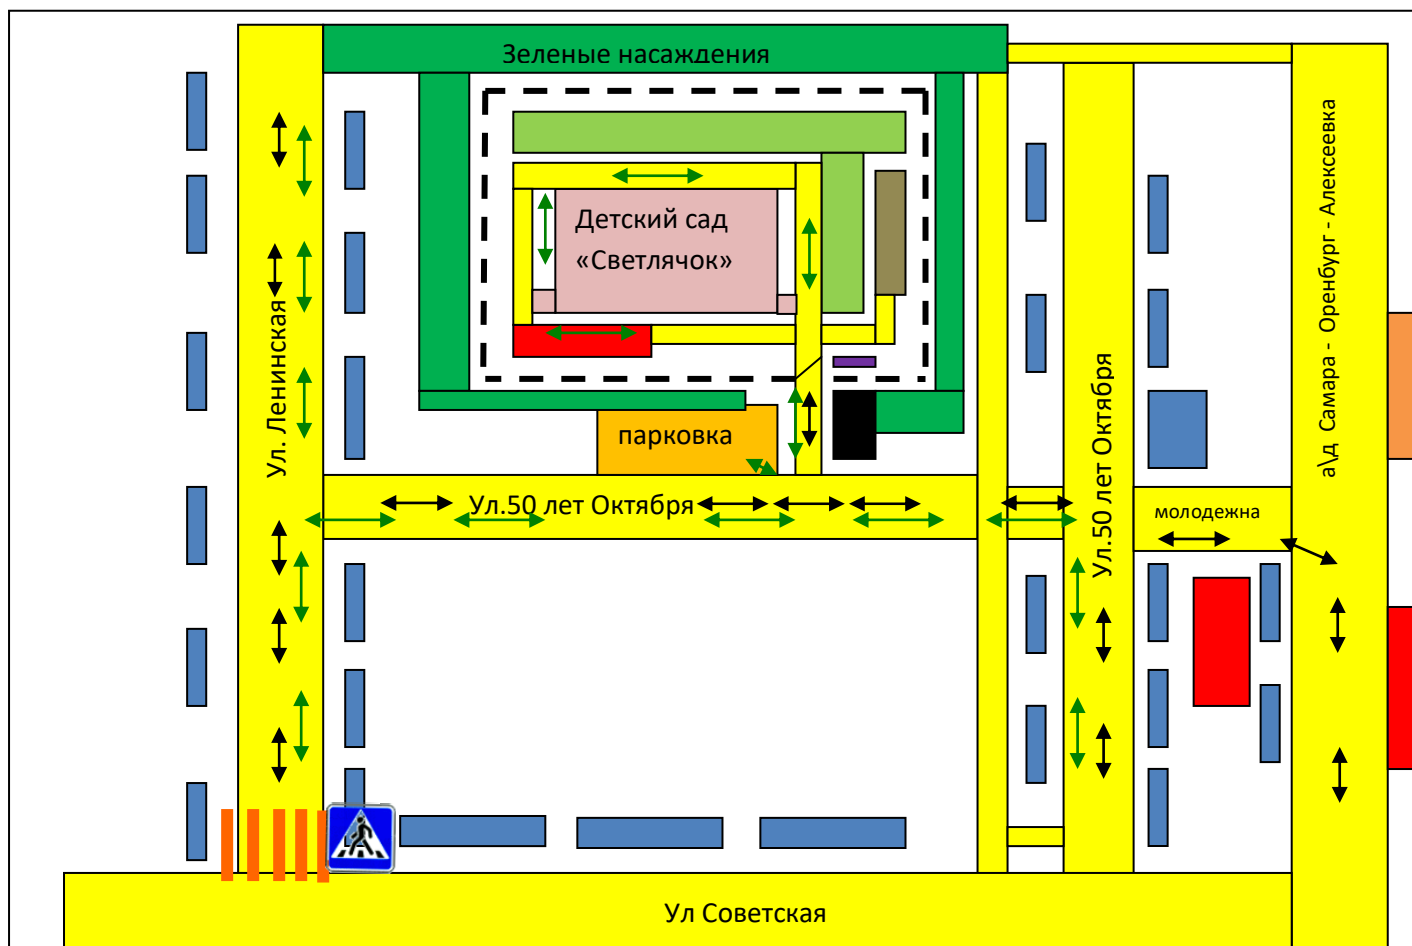 Зеленые насаждения
Детский сад
«Светлячок»
Ул. Ленинская
парковка
Ул.50 лет Октября
Ул.50 лет Октября
молодежна
а\д Самара - Оренбург - Алексеевка
Ул Советская